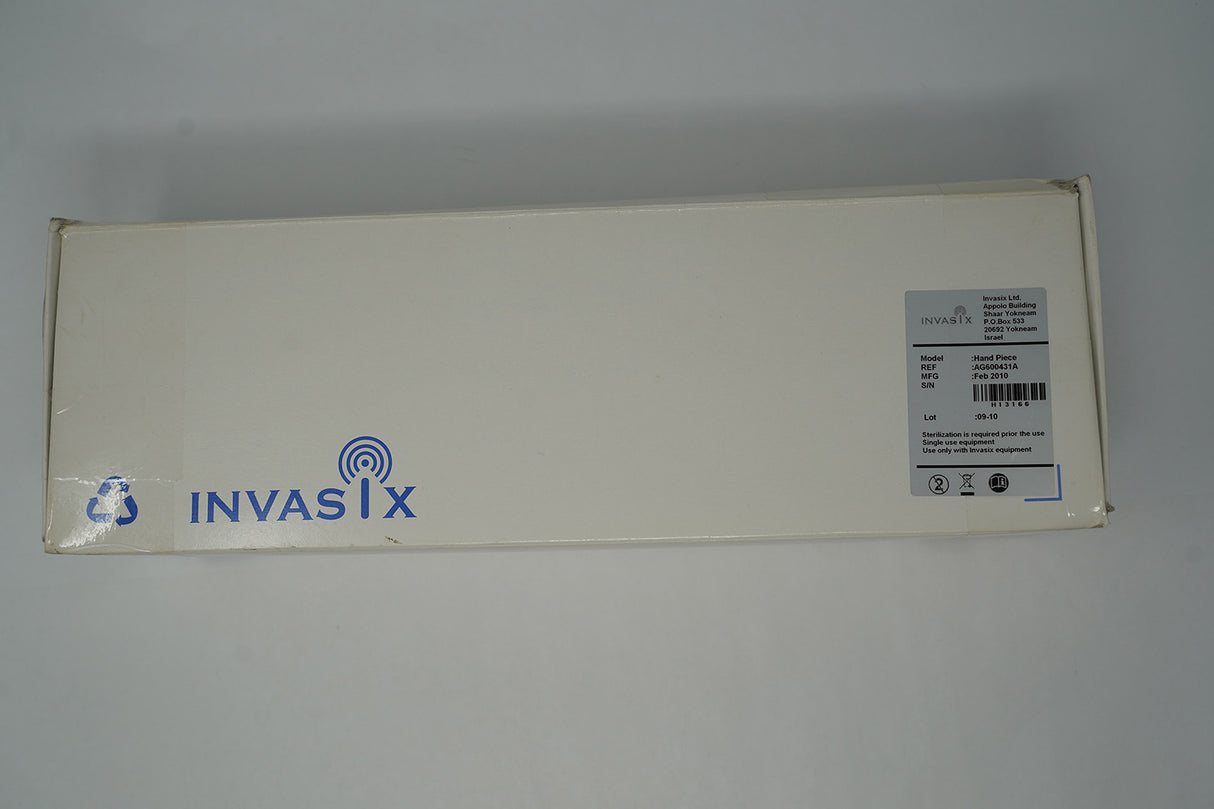 INVASIX
INVASIX
Invasix Ltd.
Appolo Building
Shaar Yokneam
P.O.Box 533
20692 Yokneam
Israel
Model :Hand Piece
REF :AG600431A
MFG :Feb 2010
S/N
H13166
Lot :09-10
Sterilization is required prior the use
Single use equipment
Use only with Invasix equipment
2